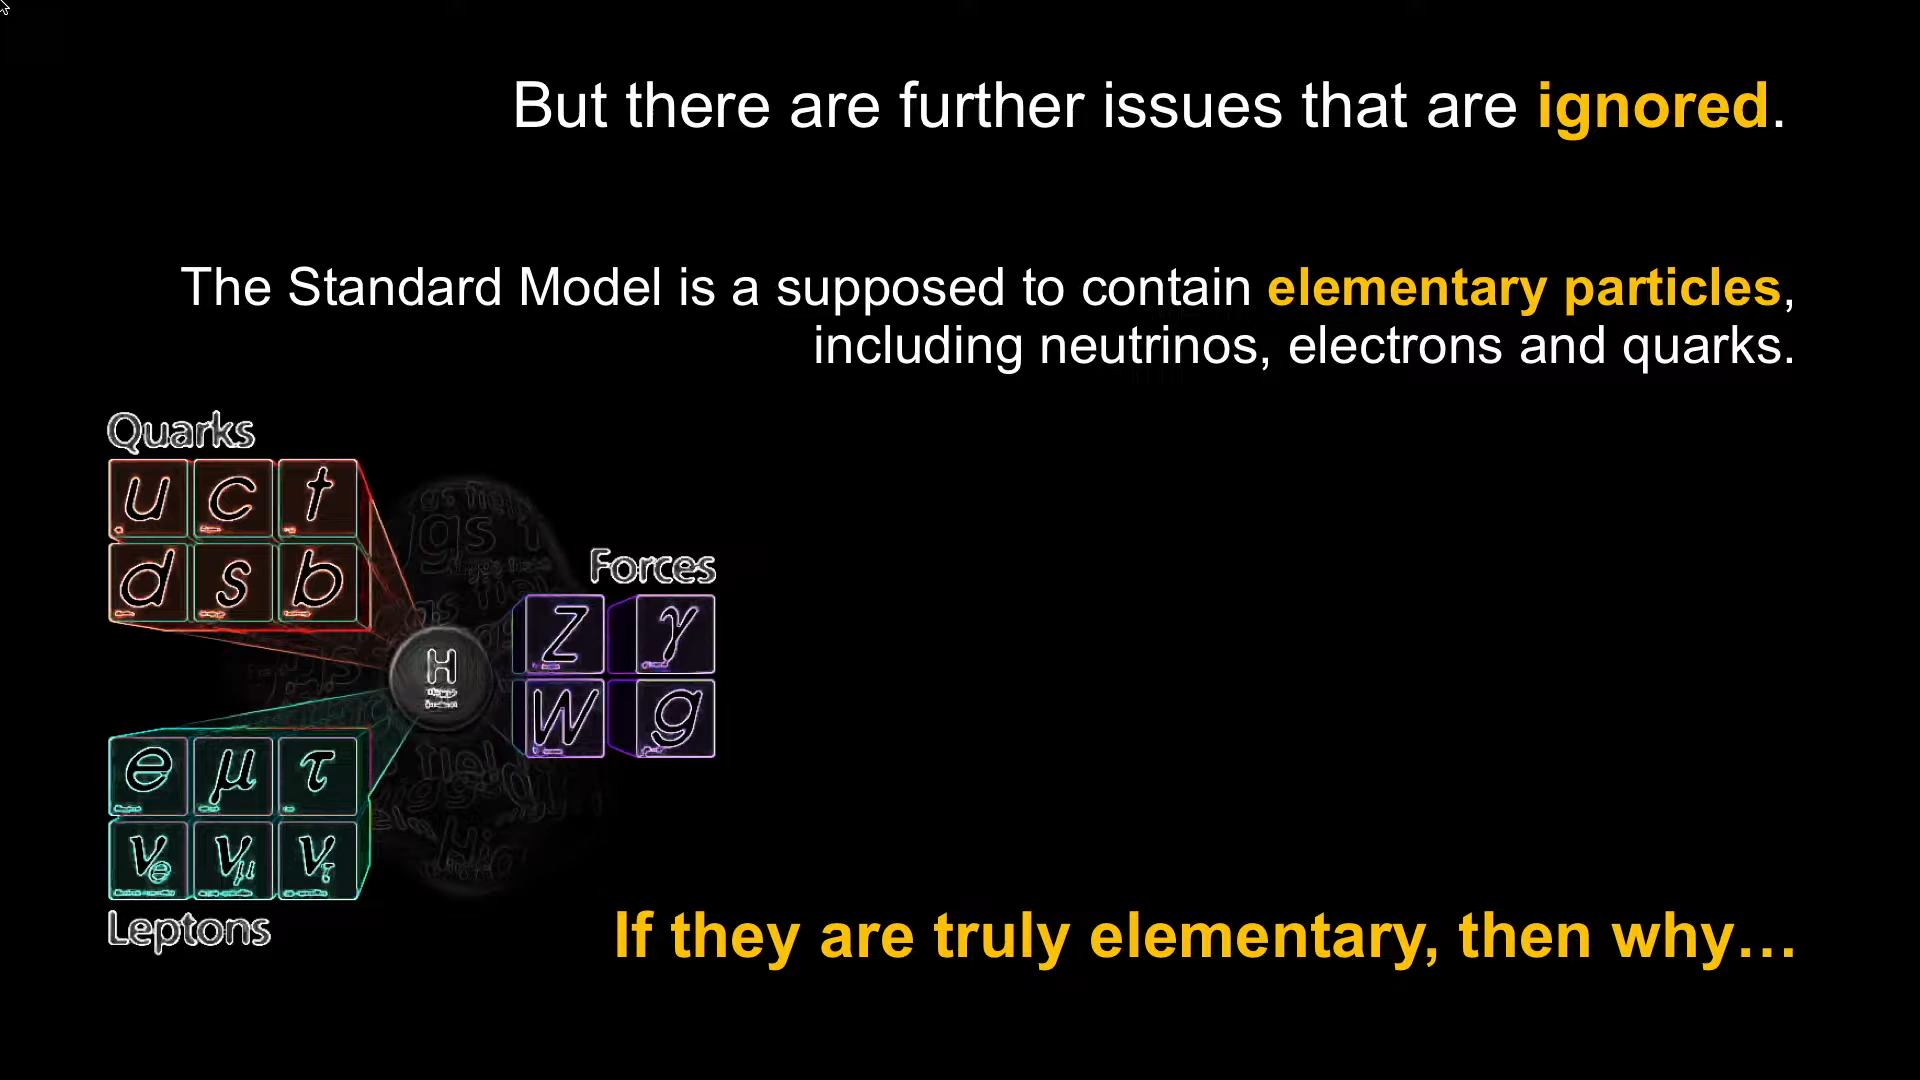 But there are further issues that are ignored.
The Standard Model is a supposed to contain elementary particles,
including neutrinos, electrons and quarks.
Quarks
u c t
d s b
Forces
Z γ
W g
H
e μ τ
νe νμ ντ
Leptons
If they are truly elementary, then why…